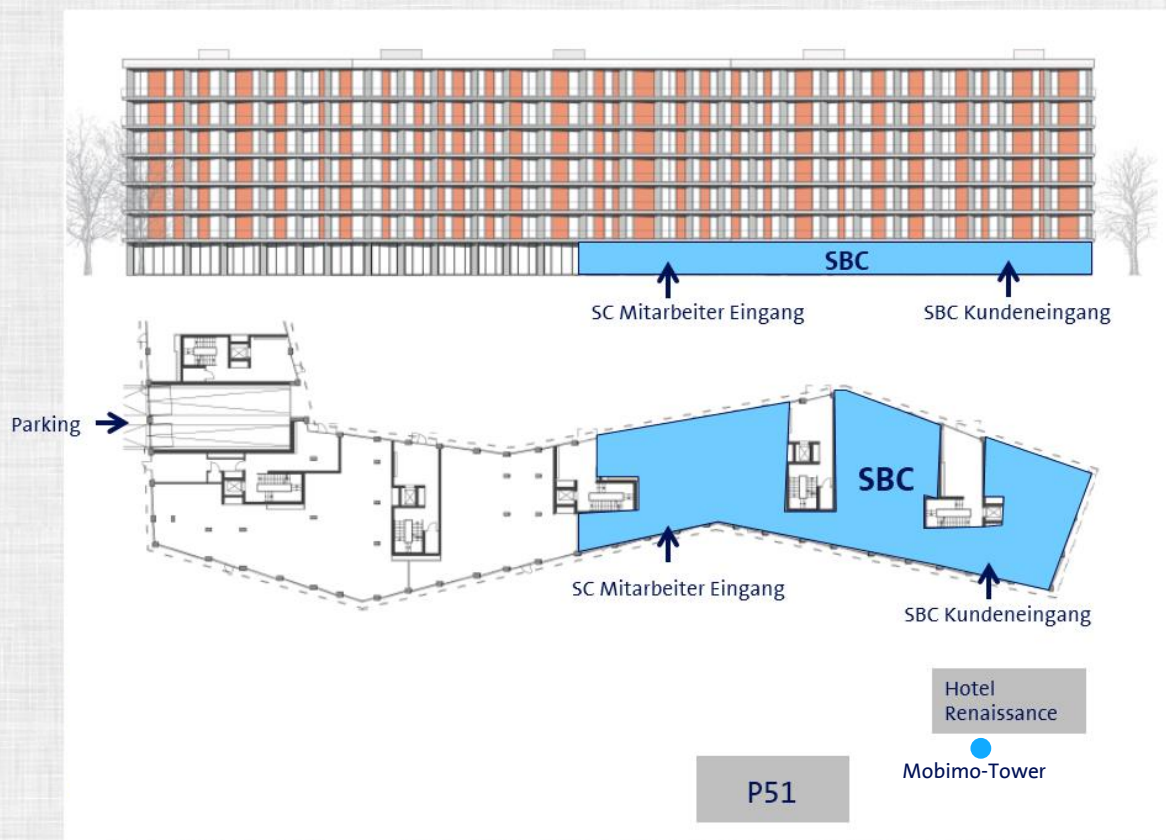 SBC
SC Mitarbeiter Eingang
SBC Kundeneingang
Parking
SBC
SC Mitarbeiter Eingang
SBC Kundeneingang
Hotel
Renaissance
Mobimo-Tower
P51